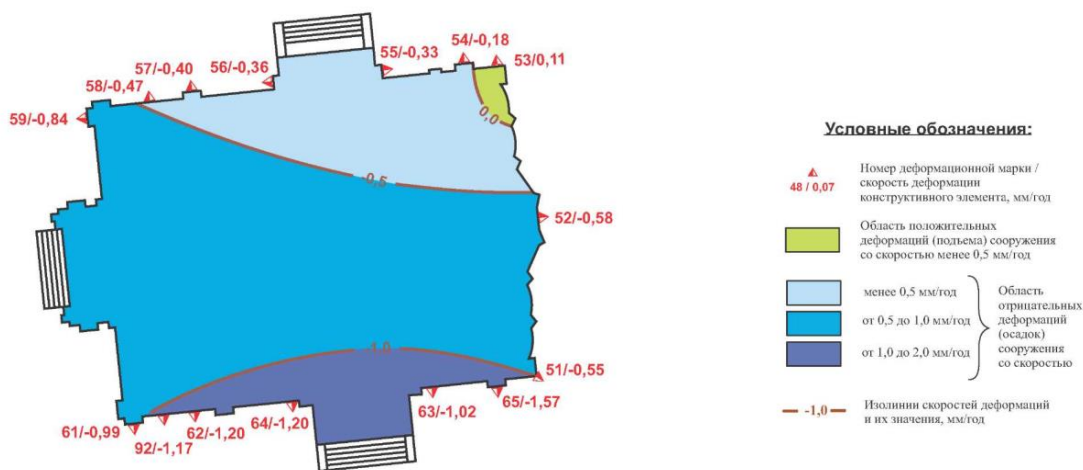 54/-0,18
55/-0,33
53/0,11
57/-0,40
56/-0,36
58/-0,47
59/-0,84
0,0
-0,5
52/-0,58
-1,0
51/-0,55
63/-1,02
65/-1,57
64/-1,20
61/-0,99
62/-1,20
92/-1,17
Условные обозначения:
48 / 0,07
Номер деформационной марки /
скорость деформации
конструктивного элемента, мм/год
Область положительных
деформаций (подъема) сооружения
со скоростью менее 0,5 мм/год
менее 0,5 мм/год
от 0,5 до 1,0 мм/год
от 1,0 до 2,0 мм/год
Область
отрицательных
деформаций
(осадок)
сооружения
со скоростью
-1,0
Изолинии скоростей деформаций
и их значения, мм/год